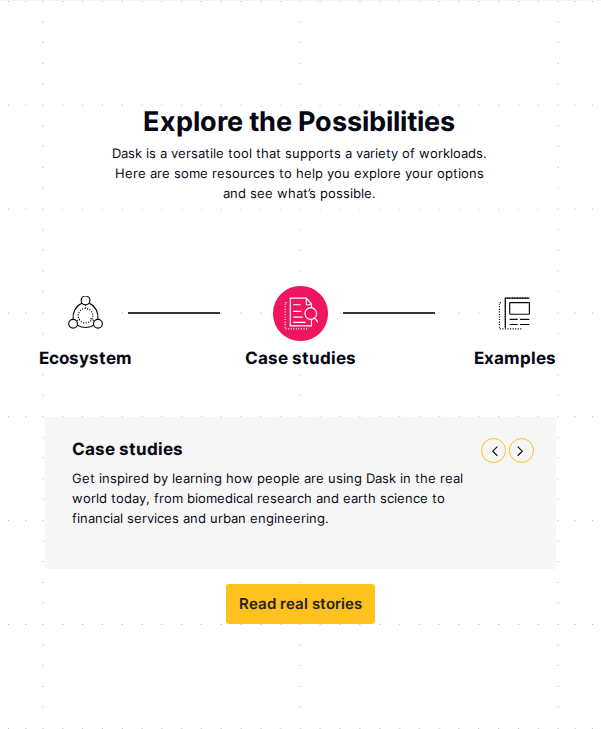 Explore the Possibilities
Dask is a versatile tool that supports a variety of workloads.
Here are some resources to help you explore your options
and see what's possible.
Ecosystem
Case studies
Examples
Case studies
Get inspired by learning how people are using Dask in the real
world today, from biomedical research and earth science to
financial services and urban engineering.
Read real stories